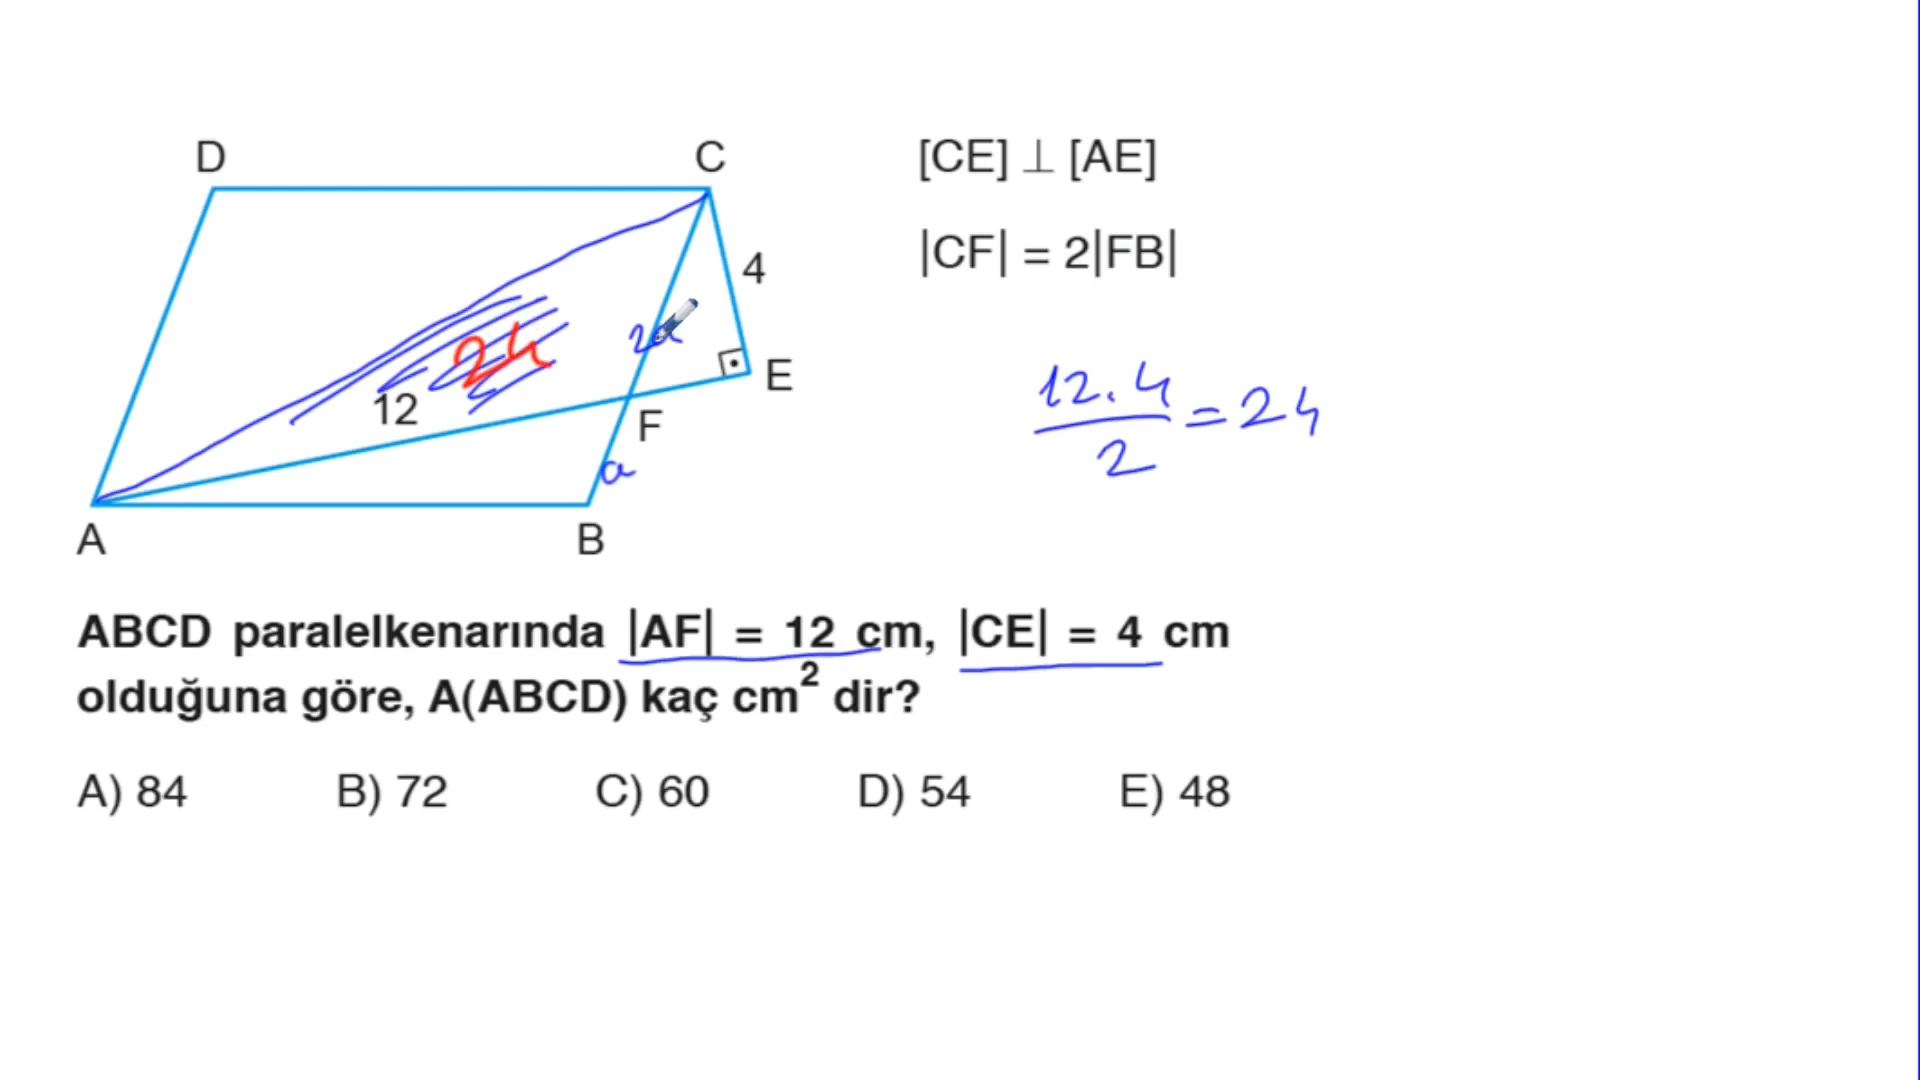 D C
[CE] ⊥ [AE]
|CF| = 2|FB|
4
2a
24
12
E
F
a
12.4
2
= 24
A B
ABCD paralelkenarında |AF| = 12 cm, |CE| = 4 cm
olduğuna göre, A(ABCD) kaç cm² dir?
A) 84 B) 72 C) 60 D) 54 E) 48